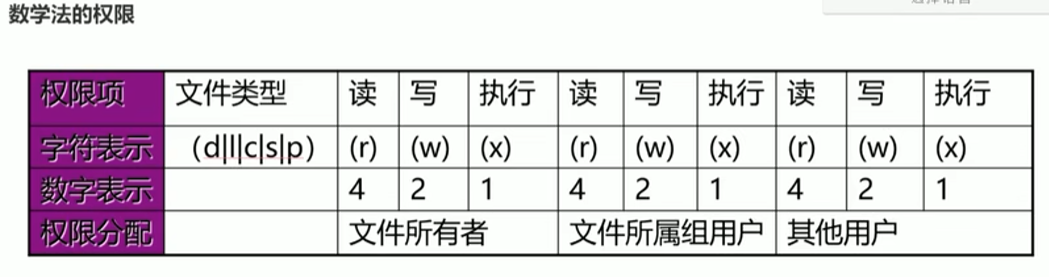 数学法的权限
权限项 文件类型 读 写 执行 读 写 执行 读 写 执行
字符表示 （d|l|c|s|p） (r) (w) (x) (r) (w) (x) (r) (w) (x)
数字表示 4 2 1 4 2 1 4 2 1
权限分配 文件所有者 文件所属组用户 其他用户